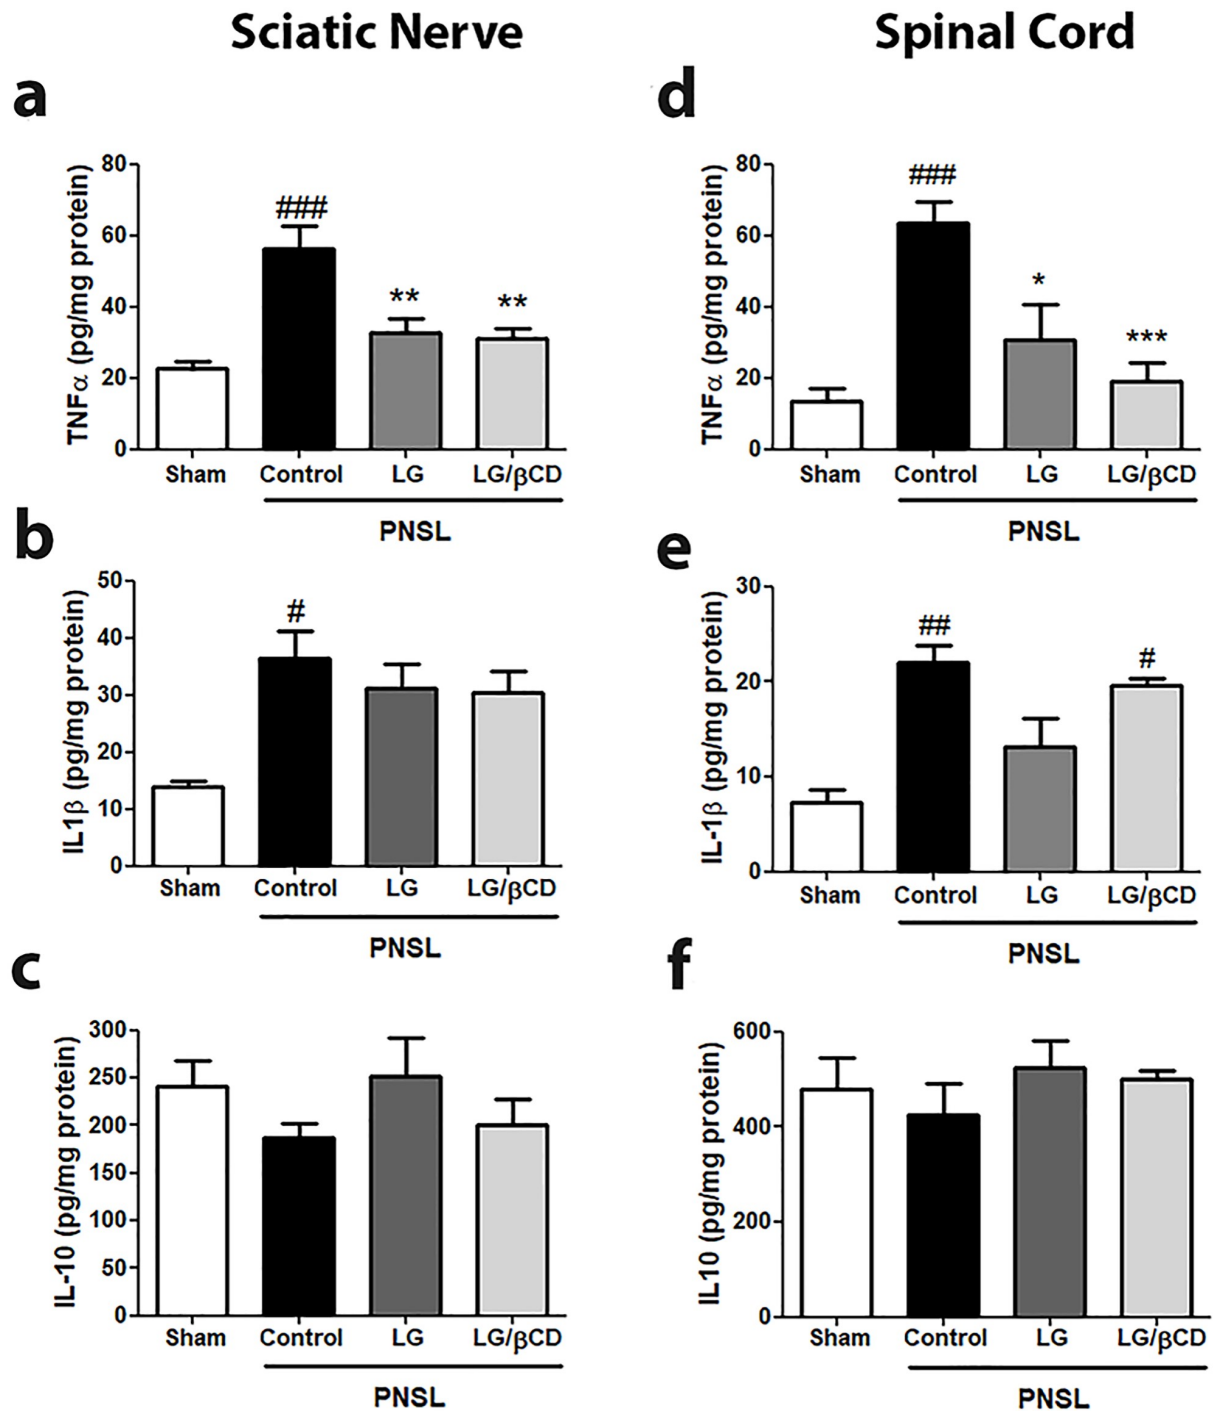 Sciatic Nerve
Spinal Cord
a
TNFα (pg/mg protein)
80
60
40
20
0
###
**
**
Sham Control LG LG/βCD
PNSL
d
TNFα (pg/mg protein)
80
60
40
20
0
###
*
***
Sham Control LG LG/βCD
PNSL
b
IL1β (pg/mg protein)
50
40
30
20
10
0
#
Sham Control LG LG/βCD
PNSL
e
IL-1β (pg/mg protein)
30
20
10
0
##
#
Sham Control LG LG/βCD
PNSL
c
IL-10 (pg/mg protein)
300
250
200
150
100
50
0
Sham Control LG LG/βCD
PNSL
f
IL10 (pg/mg protein)
600
400
200
0
Sham Control LG LG/βCD
PNSL